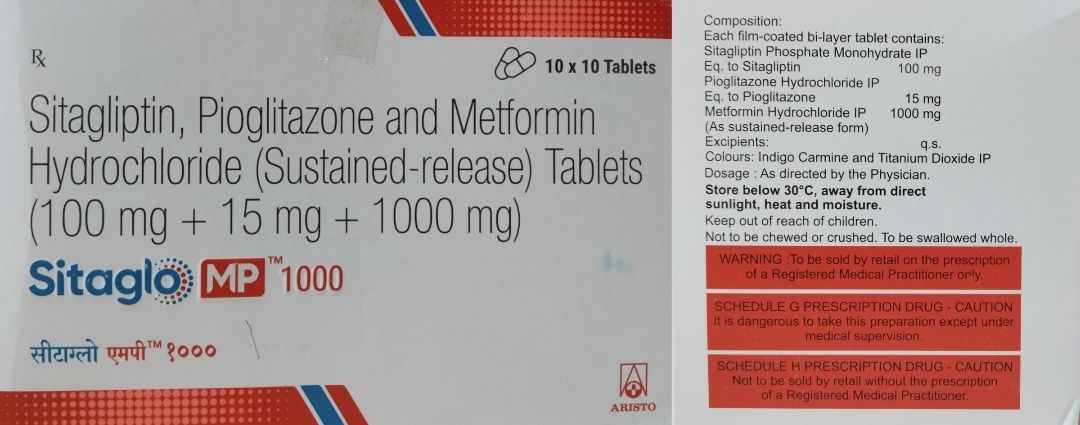 Rx
10 x 10 Tablets
Sitagliptin, Pioglitazone and Metformin
Hydrochloride (Sustained-release) Tablets
(100 mg + 15 mg + 1000 mg)
Sitaglo MP™ 1000
सीटाग्लो एमपी™ १०००
ARISTO
Composition:
Each film-coated bi-layer tablet contains:
Sitagliptin Phosphate Monohydrate IP
Eq. to Sitagliptin 100 mg
Pioglitazone Hydrochloride IP
Eq. to Pioglitazone 15 mg
Metformin Hydrochloride IP 1000 mg
(As sustained-release form)
Excipients: q.s.
Colours: Indigo Carmine and Titanium Dioxide IP
Dosage : As directed by the Physician.
Store below 30°C, away from direct
sunlight, heat and moisture.
Keep out of reach of children.
Not to be chewed or crushed. To be swallowed whole.
WARNING :To be sold by retail on the prescription
of a Registered Medical Practitioner only.
SCHEDULE G PRESCRIPTION DRUG - CAUTION
It is dangerous to take this preparation except under
medical supervision.
SCHEDULE H PRESCRIPTION DRUG - CAUTION
Not to be sold by retail without the prescription
of a Registered Medical Practitioner.